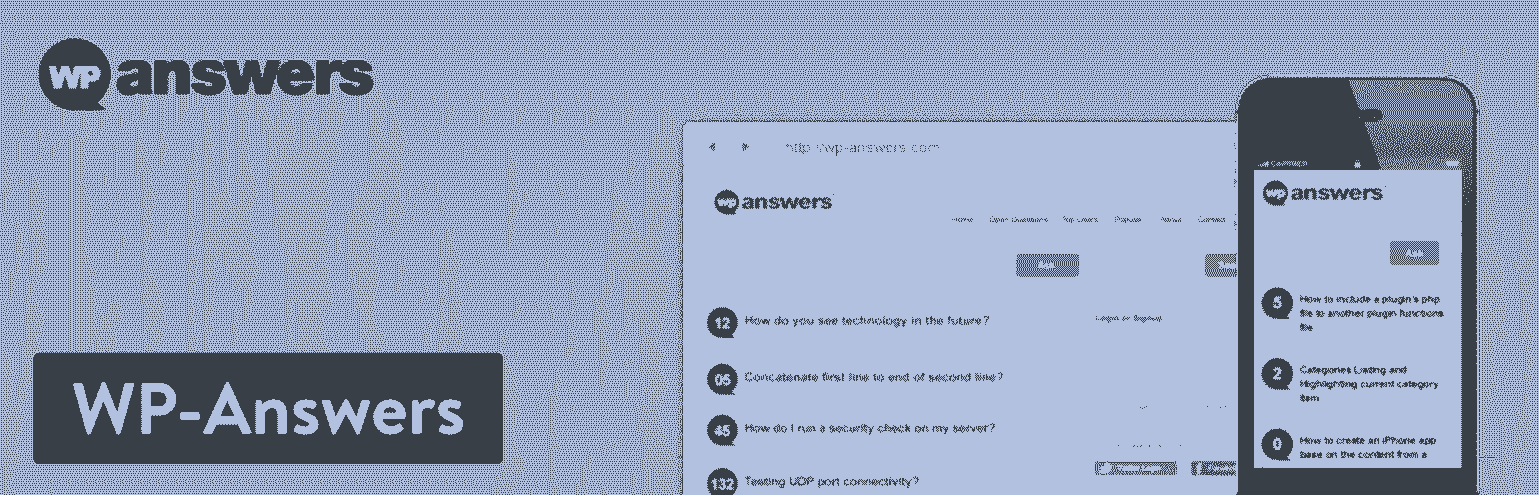 WP answers
WP-Answers
http://wp-answers.com
WP answers
Home Open Questions Top Users Popular About Contact
Ask
12 How do you see technology in the future?
Login or Signup
05 Concatenate first line to end of second line?
45 How do I run a security check on my server?
132 Testing UDP port connectivity?
CARRIER
WP answers
Ask
5 How to include a plugin's php
file to another plugin functions
file
2 Categories Listing and
Highlighting current category
item
0 How to create an iPhone app
base on the content from a